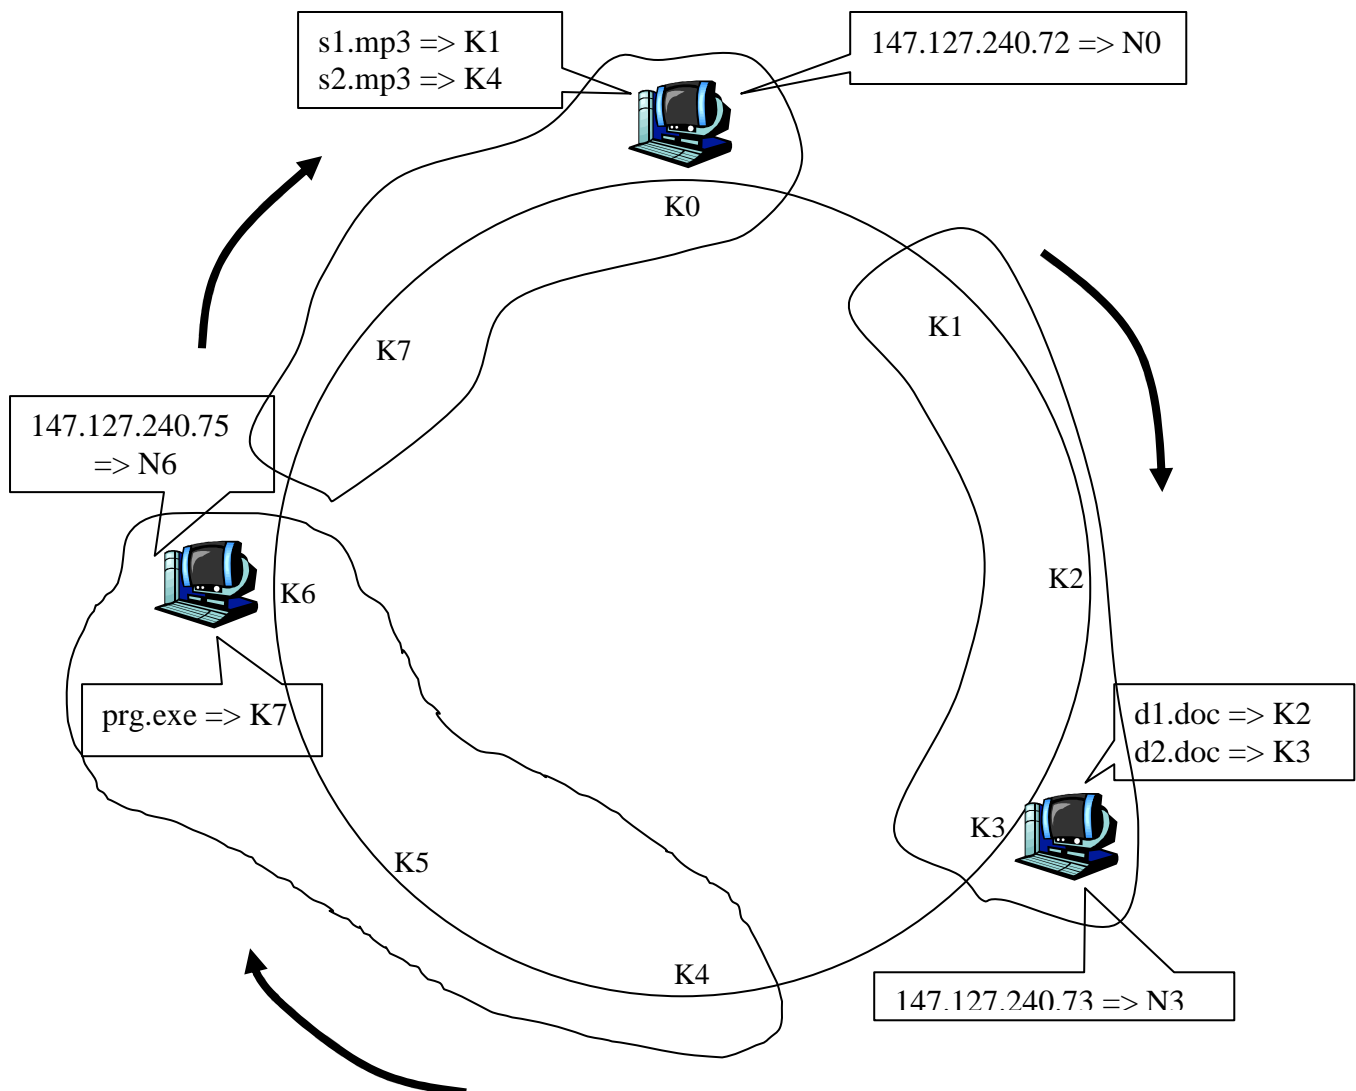 s1.mp3 => K1
s2.mp3 => K4
147.127.240.72 => N0
K0
K1
K7
147.127.240.75
=> N6
K6
K2
prg.exe => K7
d1.doc => K2
d2.doc => K3
K3
K5
K4
147.127.240.73 => N3